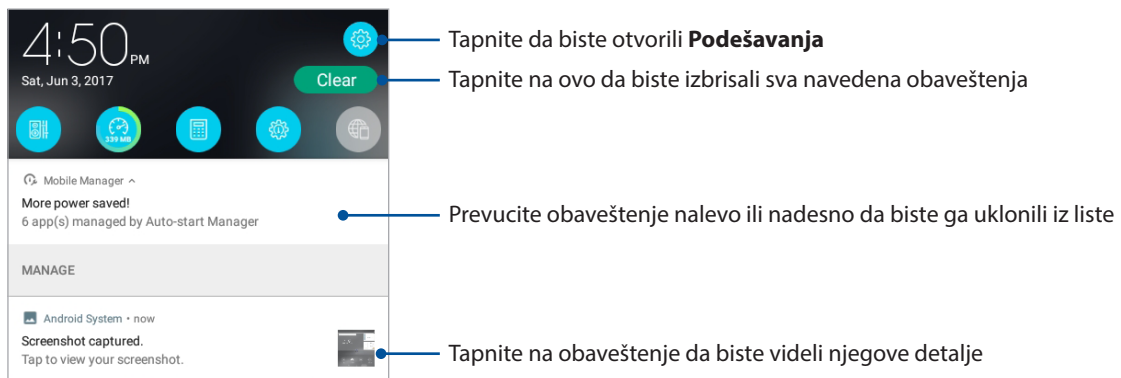 4:50 PM
Sat, Jun 3, 2017
Clear
339 MB
Mobile Manager
More power saved!
6 app(s) managed by Auto-start Manager
MANAGE
Android System • now
Screenshot captured.
Tap to view your screenshot.
Tapnite da biste otvorili Podešavanja
Tapnite na ovo da biste izbrisali sva navedena obaveštenja
Prevucite obaveštenje nalevo ili nadesno da biste ga uklonili iz liste
Tapnite na obaveštenje da biste videli njegove detalje